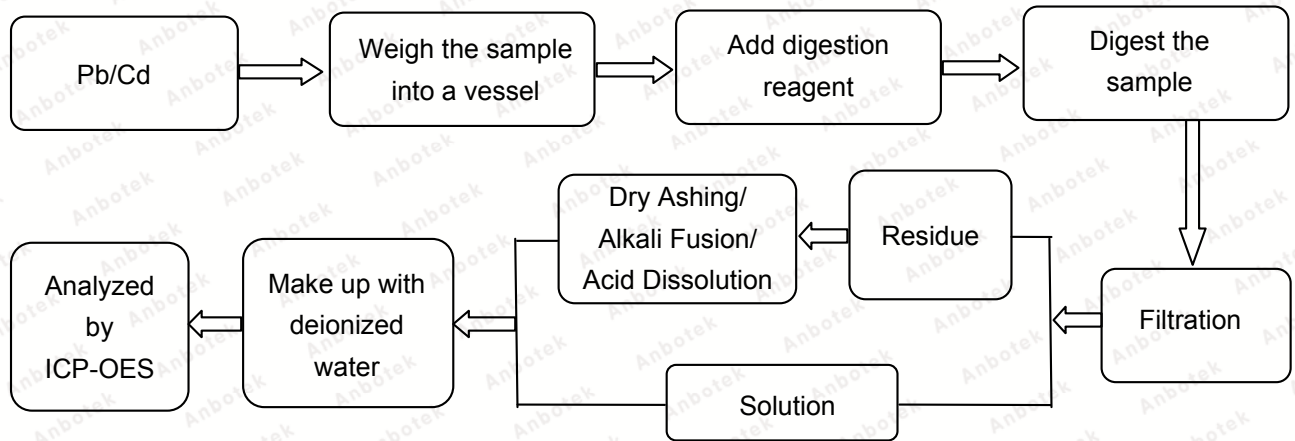 Pb/Cd
Weigh the sample
into a vessel
Add digestion
reagent
Digest the
sample
Filtration
Residue
Solution
Dry Ashing/
Alkali Fusion/
Acid Dissolution
Make up with
deionized
water
Analyzed
by
ICP-OES
Anbotek